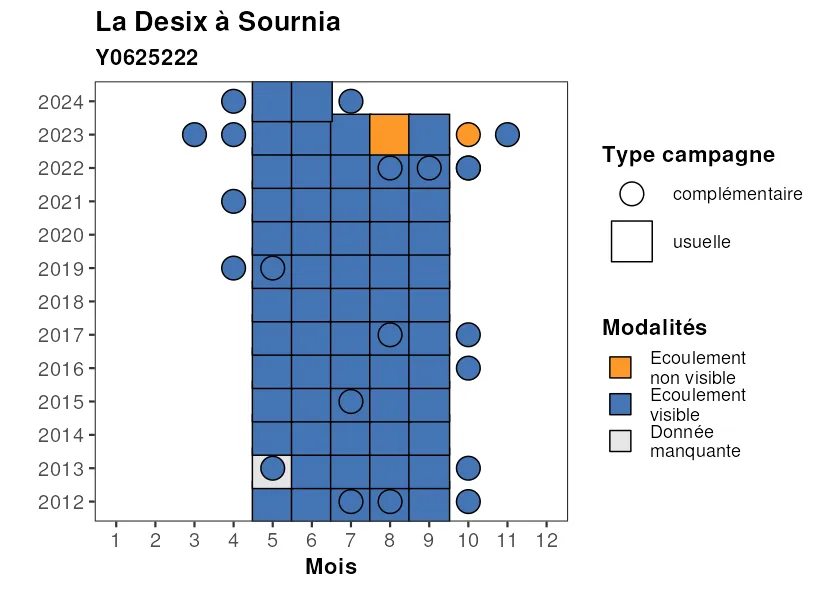 La Desix à Sournia
Y0625222
2024
2023
2022
2021
2020
2019
2018
2017
2016
2015
2014
2013
2012
1 2 3 4 5 6 7 8 9 10 11 12
Mois
Type campagne
complémentaire
usuelle
Modalités
Ecoulement
non visible
Ecoulement
visible
Donnée
manquante